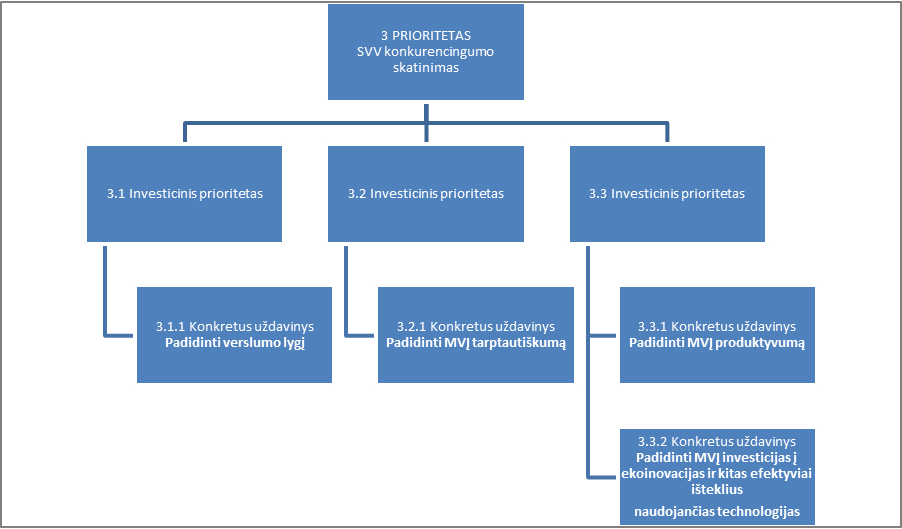 3 PRIORITETAS
SVV konkurencingumo
skatinimas
3.1 Investicinis prioritetas
3.2 Investicinis prioritetas
3.3 Investicinis prioritetas
3.1.1 Konkretus uždavinys
Padidinti verslumo lygį
3.2.1 Konkretus uždavinys
Padidinti MVĮ tarptautiškumą
3.3.1 Konkretus uždavinys
Padidinti MVĮ produktyvumą
3.3.2 Konkretus uždavinys
Padidinti MVĮ investicijas į
ekoinovacijas ir kitas efektyviai
išteklius
naudojančias technologijas